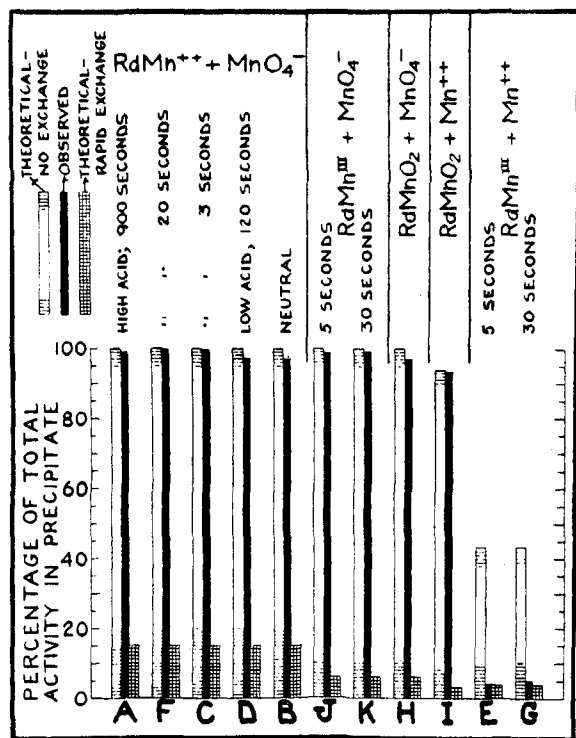 THEORETICAL-
NO EXCHANGE
OBSERVED
THEORETICAL-
RAPID EXCHANGE
RdMn⁺⁺ + MnO₄⁻
HIGH ACID; 900 SECONDS
" " 20 SECONDS
" " 3 SECONDS
LOW ACID, 120 SECONDS
NEUTRAL
RdMnᴵᴵᴵ + MnO₄⁻
5 SECONDS
30 SECONDS
RdMnO₂ + MnO₄⁻
RdMnO₂ + Mn⁺⁺
RdMnᴵᴵᴵ + Mn⁺⁺
5 SECONDS
30 SECONDS
PERCENTAGE OF TOTAL
ACTIVITY IN PRECIPITATE
100
80
60
40
20
0
A F C D B J K H I E G